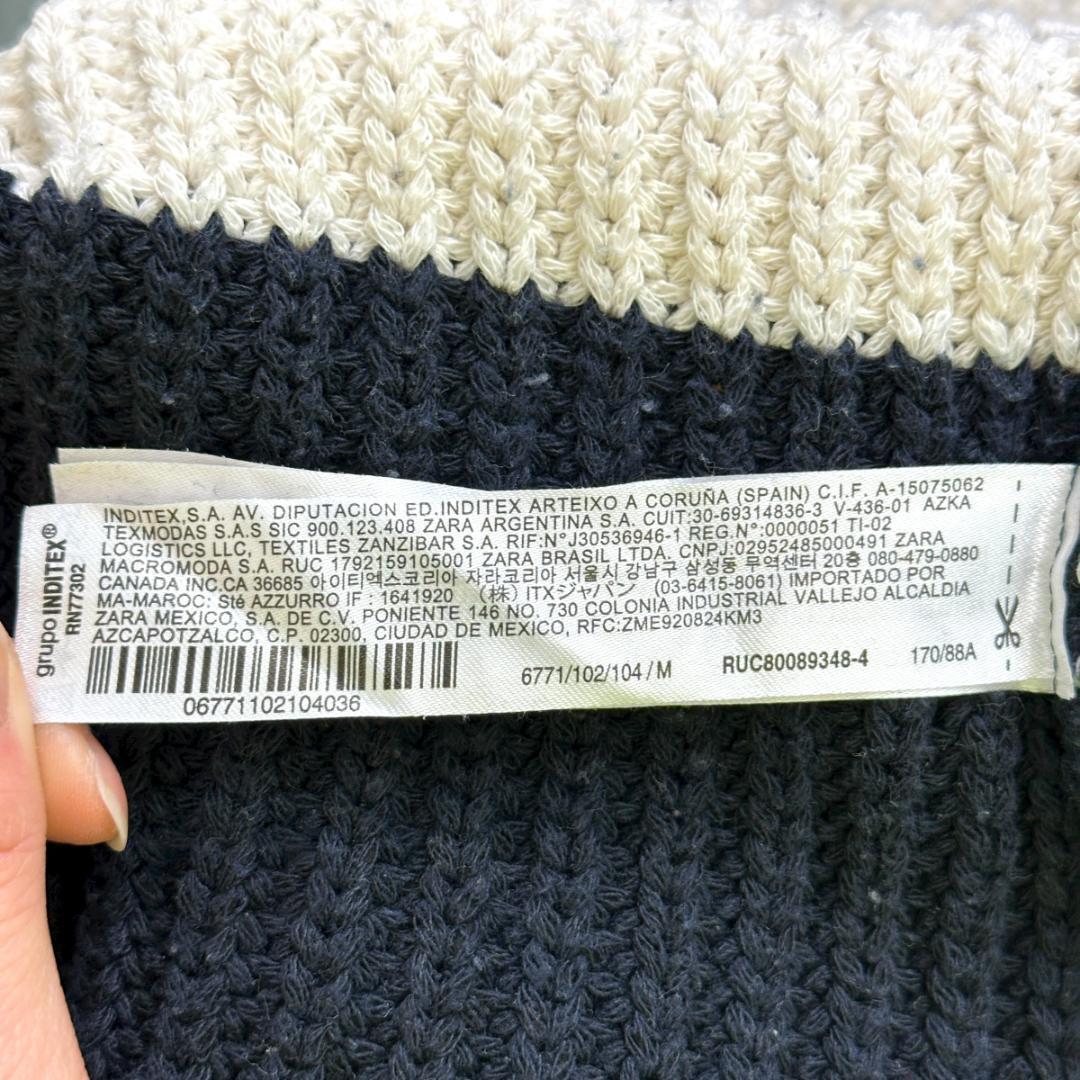 INDITEX,S.A. AV. DIPUTACION ED.INDITEX ARTEIXO A CORUÑA (SPAIN) C.I.F. A-15075062
TEXMODAS S.A.S SIC 900.123.408 ZARA ARGENTINA S.A. CUIT:30-69314836-3 V-436-01 AZKA
LOGISTICS LLC, TEXTILES ZANZIBAR S.A. RIF:N°J30536946-1 REG.N°:0000051 TI-02
MACROMODA S.A. RUC 1792159105001 ZARA BRASIL LTDA. CNPJ:02952485000491 ZARA
CANADA INC.CA 36685 아이티엑스코리아 자라코리아 서울시 강남구 삼성동 무역센터 20층 080-479-0880
MA-MAROC: Sté AZZURRO IF : 1641920 (株) ITXジャパン (03-6415-8061) IMPORTADO POR
ZARA MEXICO, S.A. DE C.V. PONIENTE 146 NO. 730 COLONIA INDUSTRIAL VALLEJO ALCALDIA
AZCAPOTZALCO, C.P. 02300, CIUDAD DE MEXICO, RFC:ZME920824KM3
grupo INDITEX®
RN77302
6771/102/104 / M RUC80089348-4 170/88A
06771102104036